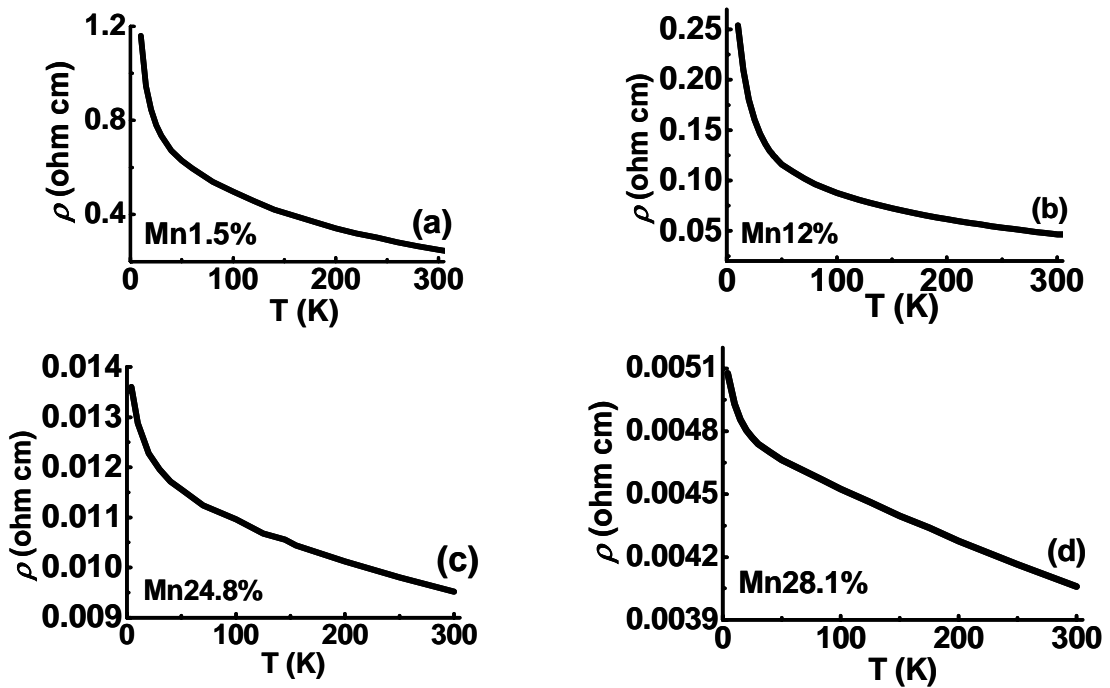 1.2
0.8
0.4
ρ (ohm cm)
Mn1.5%
(a)
0 100 200 300
T (K)
0.25
0.20
0.15
0.10
0.05
ρ (ohm cm)
Mn12%
(b)
0 100 200 300
T (K)
0.014
0.013
0.012
0.011
0.010
0.009
ρ (ohm cm)
Mn24.8%
(c)
0 100 200 300
T (K)
0.0051
0.0048
0.0045
0.0042
0.0039
ρ (ohm cm)
Mn28.1%
(d)
0 100 200 300
T (K)